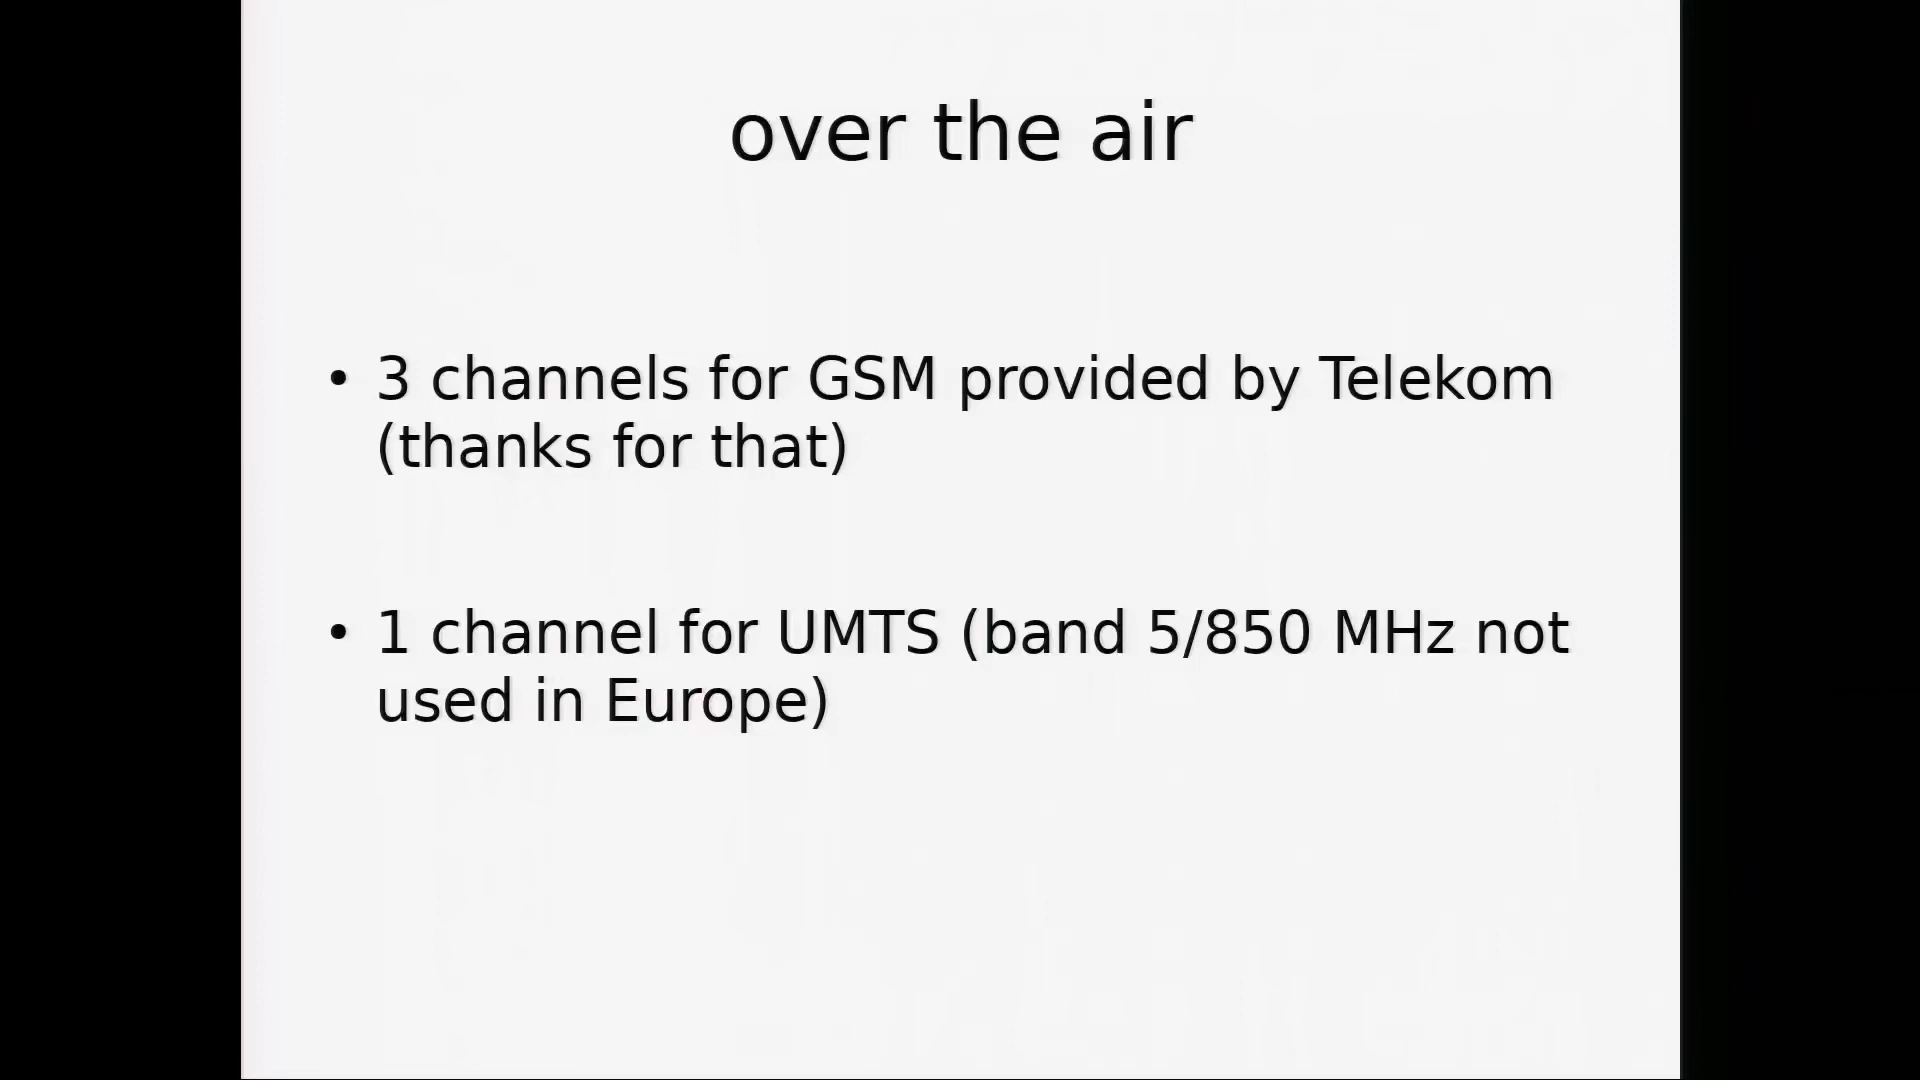 over the air
• 3 channels for GSM provided by Telekom
(thanks for that)
• 1 channel for UMTS (band 5/850 MHz not
used in Europe)